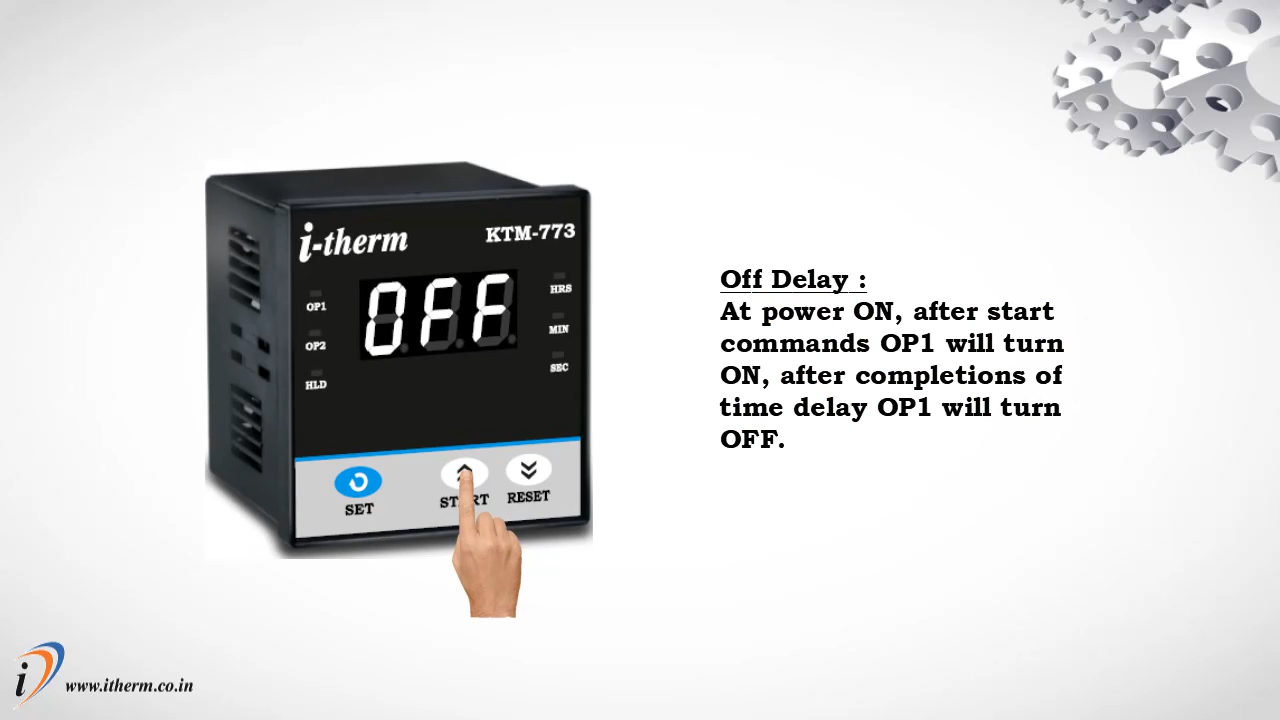 i-therm
KTM-773
OFF
OP1
OP2
HLD
HRS
MIN
SEC
SET
START
RESET
Off Delay :
At power ON, after start
commands OP1 will turn
ON, after completions of
time delay OP1 will turn
OFF.
i
www.itherm.co.in